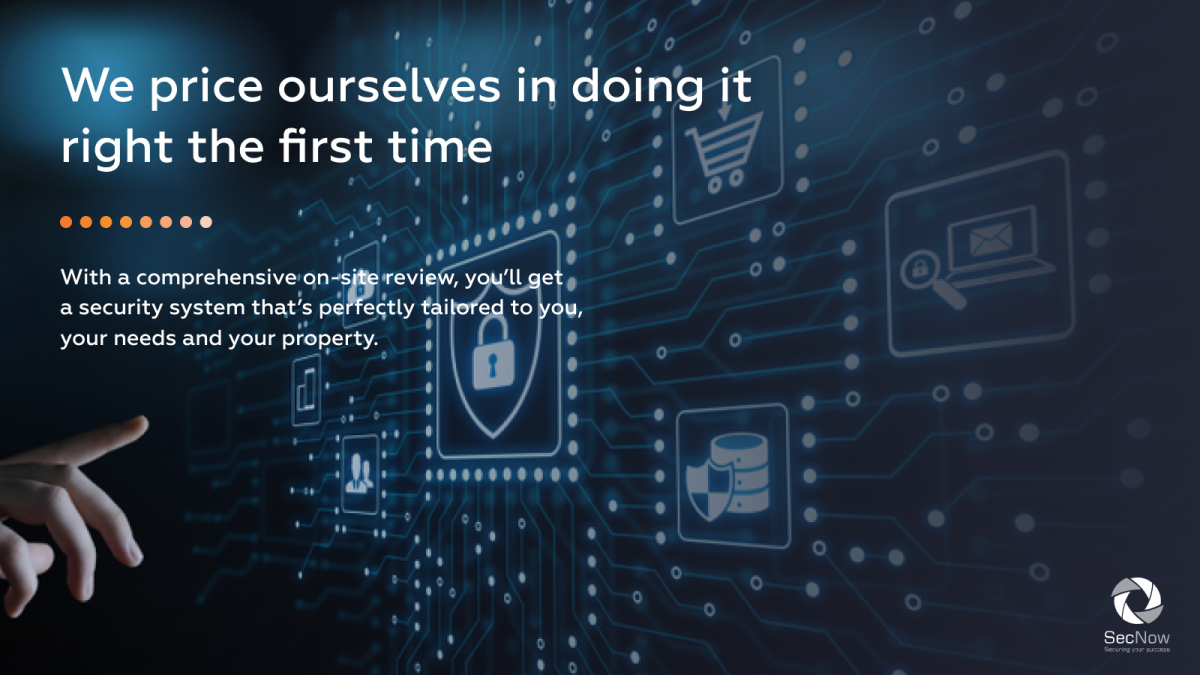 We price ourselves in doing it
right the first time
With a comprehensive on-site review, you'll get
a security system that's perfectly tailored to you,
your needs and your property.
SecNow
Securing your success